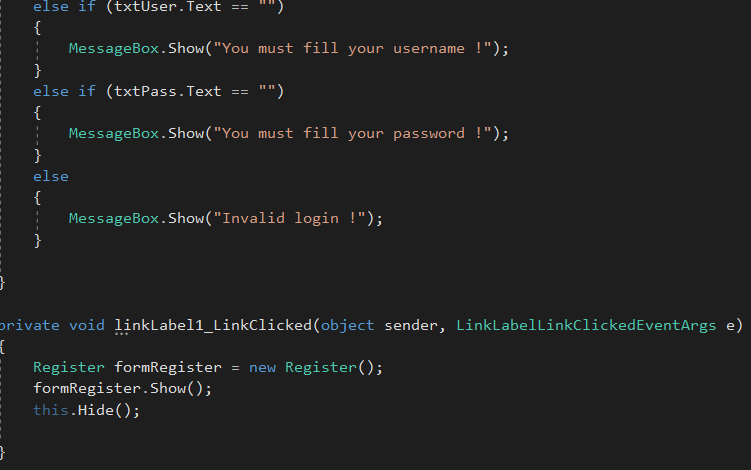 else if (txtUser.Text == "")
{
MessageBox.Show("You must fill your username !");
}
else if (txtPass.Text == "")
{
MessageBox.Show("You must fill your password !");
}
else
{
MessageBox.Show("Invalid login !");
}
}
private void linkLabel1_LinkClicked(object sender, LinkLabelLinkClickedEventArgs e)
{
Register formRegister = new Register();
formRegister.Show();
this.Hide();
}